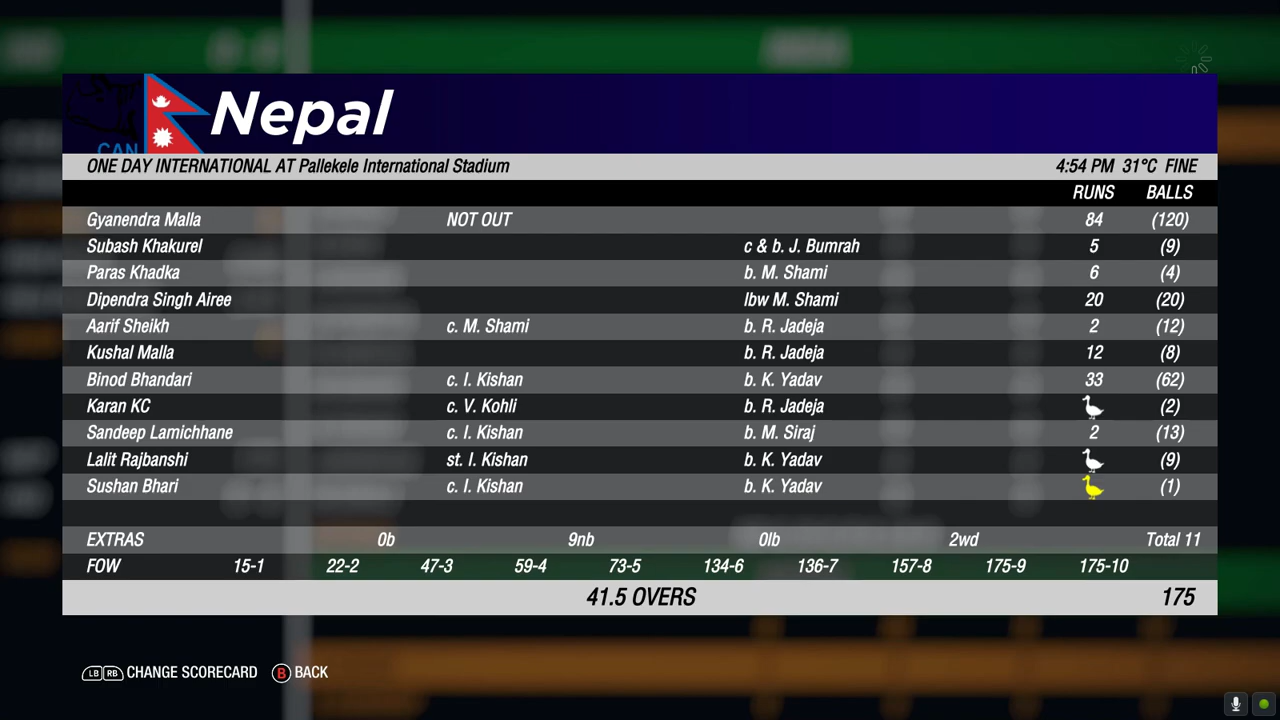 CAN
Nepal
ONE DAY INTERNATIONAL AT Pallekele International Stadium 4:54 PM 31°C FINE
RUNS BALLS
Gyanendra Malla NOT OUT 84 (120)
Subash Khakurel c & b. J. Bumrah 5 (9)
Paras Khadka b. M. Shami 6 (4)
Dipendra Singh Airee lbw M. Shami 20 (20)
Aarif Sheikh c. M. Shami b. R. Jadeja 2 (12)
Kushal Malla b. R. Jadeja 12 (8)
Binod Bhandari c. I. Kishan b. K. Yadav 33 (62)
Karan KC c. V. Kohli b. R. Jadeja (2)
Sandeep Lamichhane c. I. Kishan b. M. Siraj 2 (13)
Lalit Rajbanshi st. I. Kishan b. K. Yadav (9)
Sushan Bhari c. I. Kishan b. K. Yadav (1)
EXTRAS 0b 9nb 0lb 2wd Total 11
FOW 15-1 22-2 47-3 59-4 73-5 134-6 136-7 157-8 175-9 175-10
41.5 OVERS 175
LB RB CHANGE SCORECARD B BACK